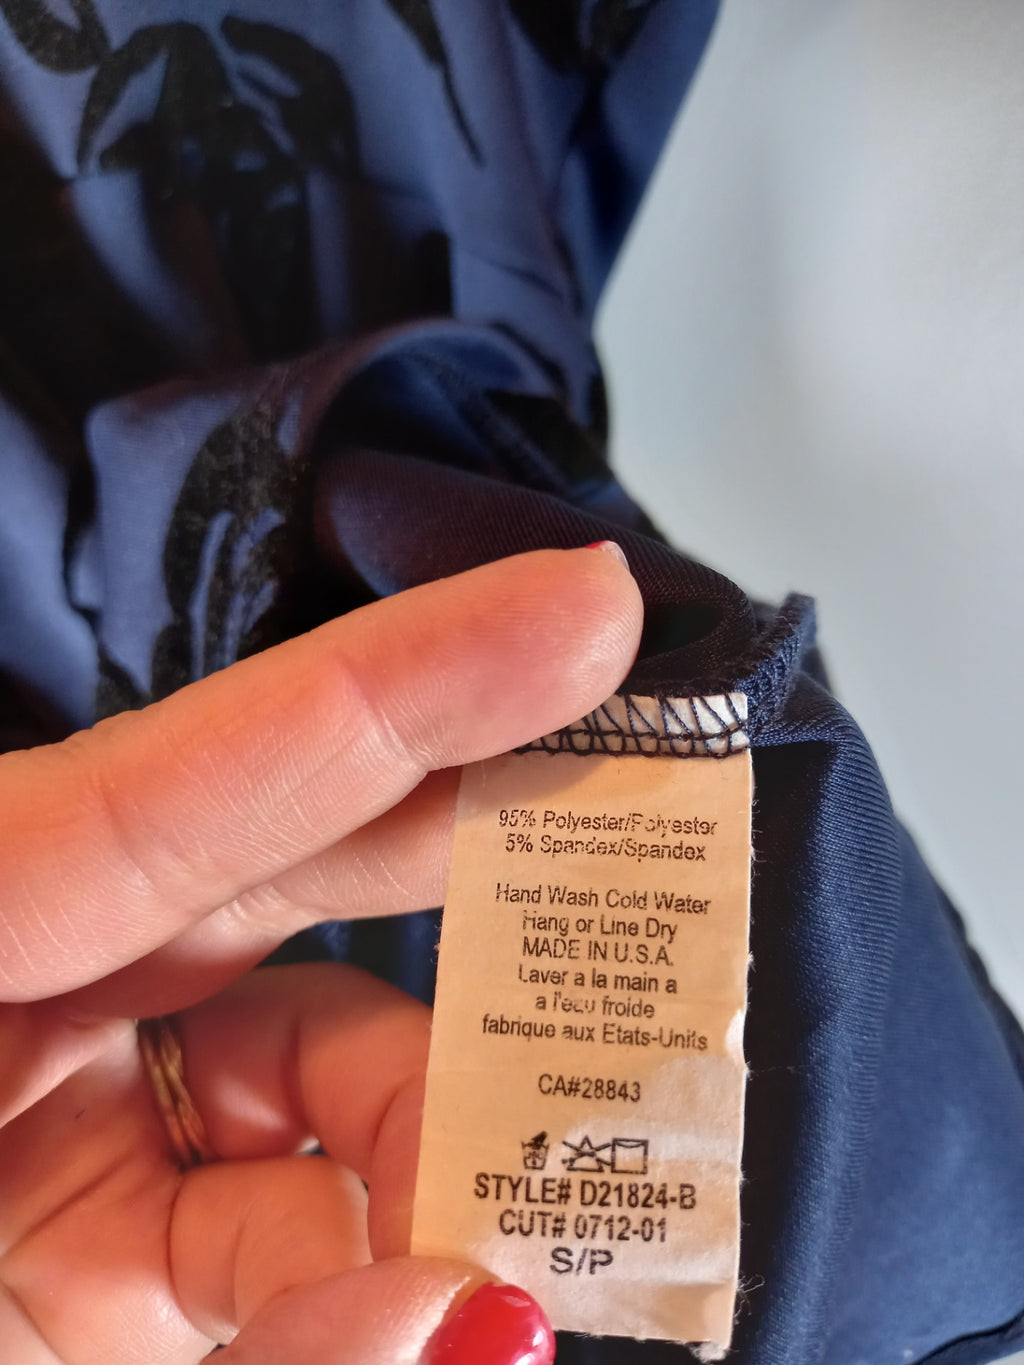 95% Polyester/Polyester
5% Spandex/Spandex
Hand Wash Cold Water
Hang or Line Dry
MADE IN U.S.A.
Laver a la main a
a l'eau froide
fabrique aux Etats-Unis
CA#28843
STYLE# D21824-B
CUT# 0712-01
S/P